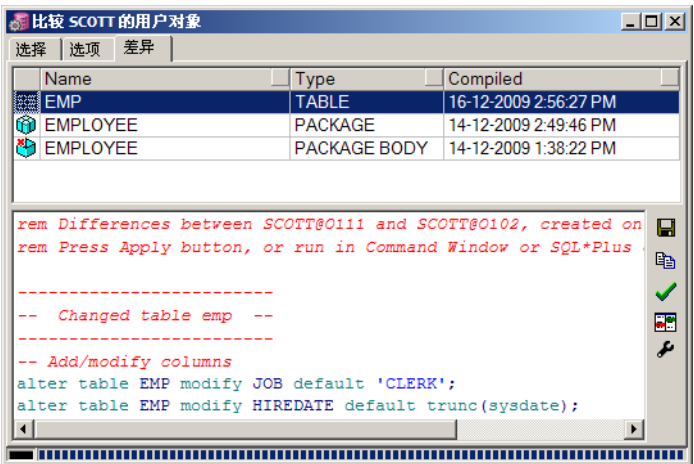 比较 SCOTT 的用户对象
选择 选项 差异
Name Type Compiled
EMP TABLE 16-12-2009 2:56:27 PM
EMPLOYEE PACKAGE 14-12-2009 2:49:46 PM
EMPLOYEE PACKAGE BODY 14-12-2009 1:38:22 PM
rem Differences between SCOTT@O111 and SCOTT@O102, created on
rem Press Apply button, or run in Command Window or SQL*Plus
-------------------------
-- Changed table emp --
-------------------------
-- Add/modify columns
alter table EMP modify JOB default 'CLERK';
alter table EMP modify HIREDATE default trunc(sysdate);